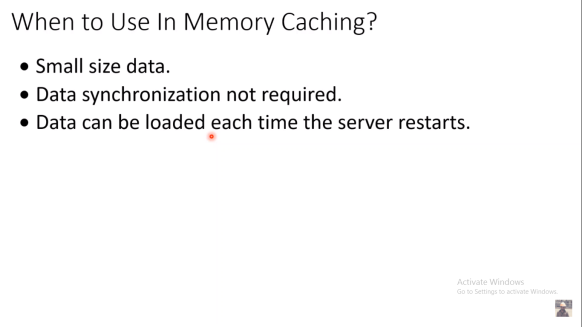 When to Use In Memory Caching?
• Small size data.
• Data synchronization not required.
• Data can be loaded each time the server restarts.
Activate Windows
Go to Settings to activate Windows.